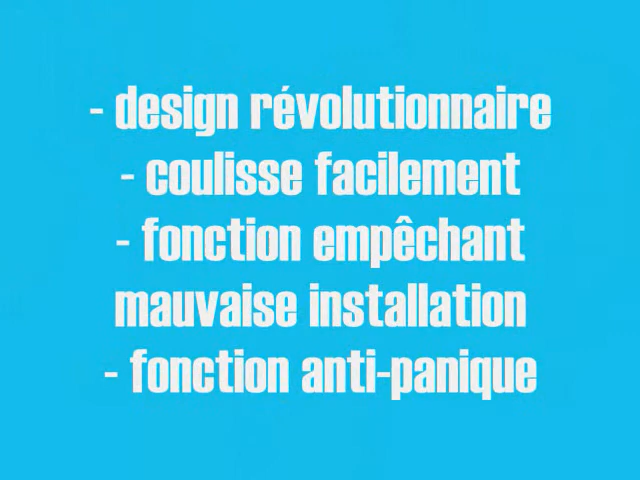 - design révolutionnaire
- coulisse facilement
- fonction empêchant
mauvaise installation
- fonction anti-panique